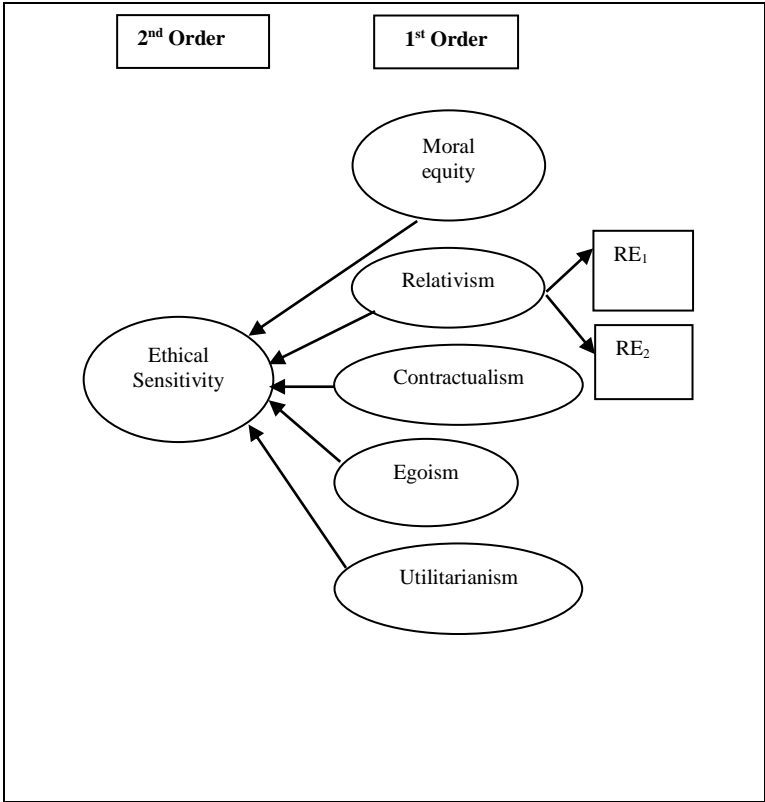 2nd Order
1st Order
Moral
equity
Relativism
RE1
RE2
Ethical
Sensitivity
Contractualism
Egoism
Utilitarianism